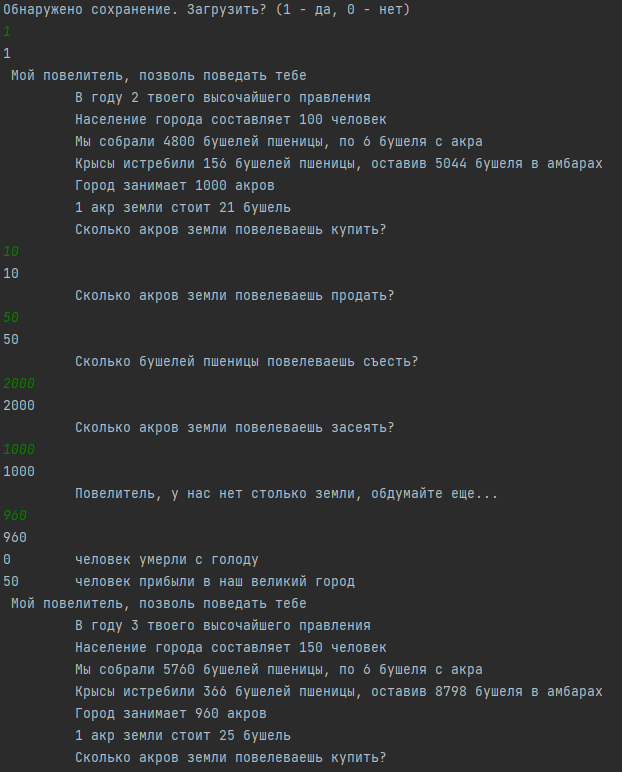 Обнаружено сохранение. Загрузить? (1 - да, 0 - нет)
1
1
Мой повелитель, позволь поведать тебе
В году 2 твоего высочайшего правления
Население города составляет 100 человек
Мы собрали 4800 бушелей пшеницы, по 6 бушеля с акра
Крысы истребили 156 бушелей пшеницы, оставив 5044 бушеля в амбарах
Город занимает 1000 акров
1 акр земли стоит 21 бушель
Сколько акров земли повелеваешь купить?
10
10
Сколько акров земли повелеваешь продать?
50
50
Сколько бушелей пшеницы повелеваешь съесть?
2000
2000
Сколько акров земли повелеваешь засеять?
1000
1000
Повелитель, у нас нет столько земли, обдумайте еще...
960
960
0 человек умерли с голоду
50 человек прибыли в наш великий город
Мой повелитель, позволь поведать тебе
В году 3 твоего высочайшего правления
Население города составляет 150 человек
Мы собрали 5760 бушелей пшеницы, по 6 бушеля с акра
Крысы истребили 366 бушелей пшеницы, оставив 8798 бушеля в амбарах
Город занимает 960 акров
1 акр земли стоит 25 бушель
Сколько акров земли повелеваешь купить?